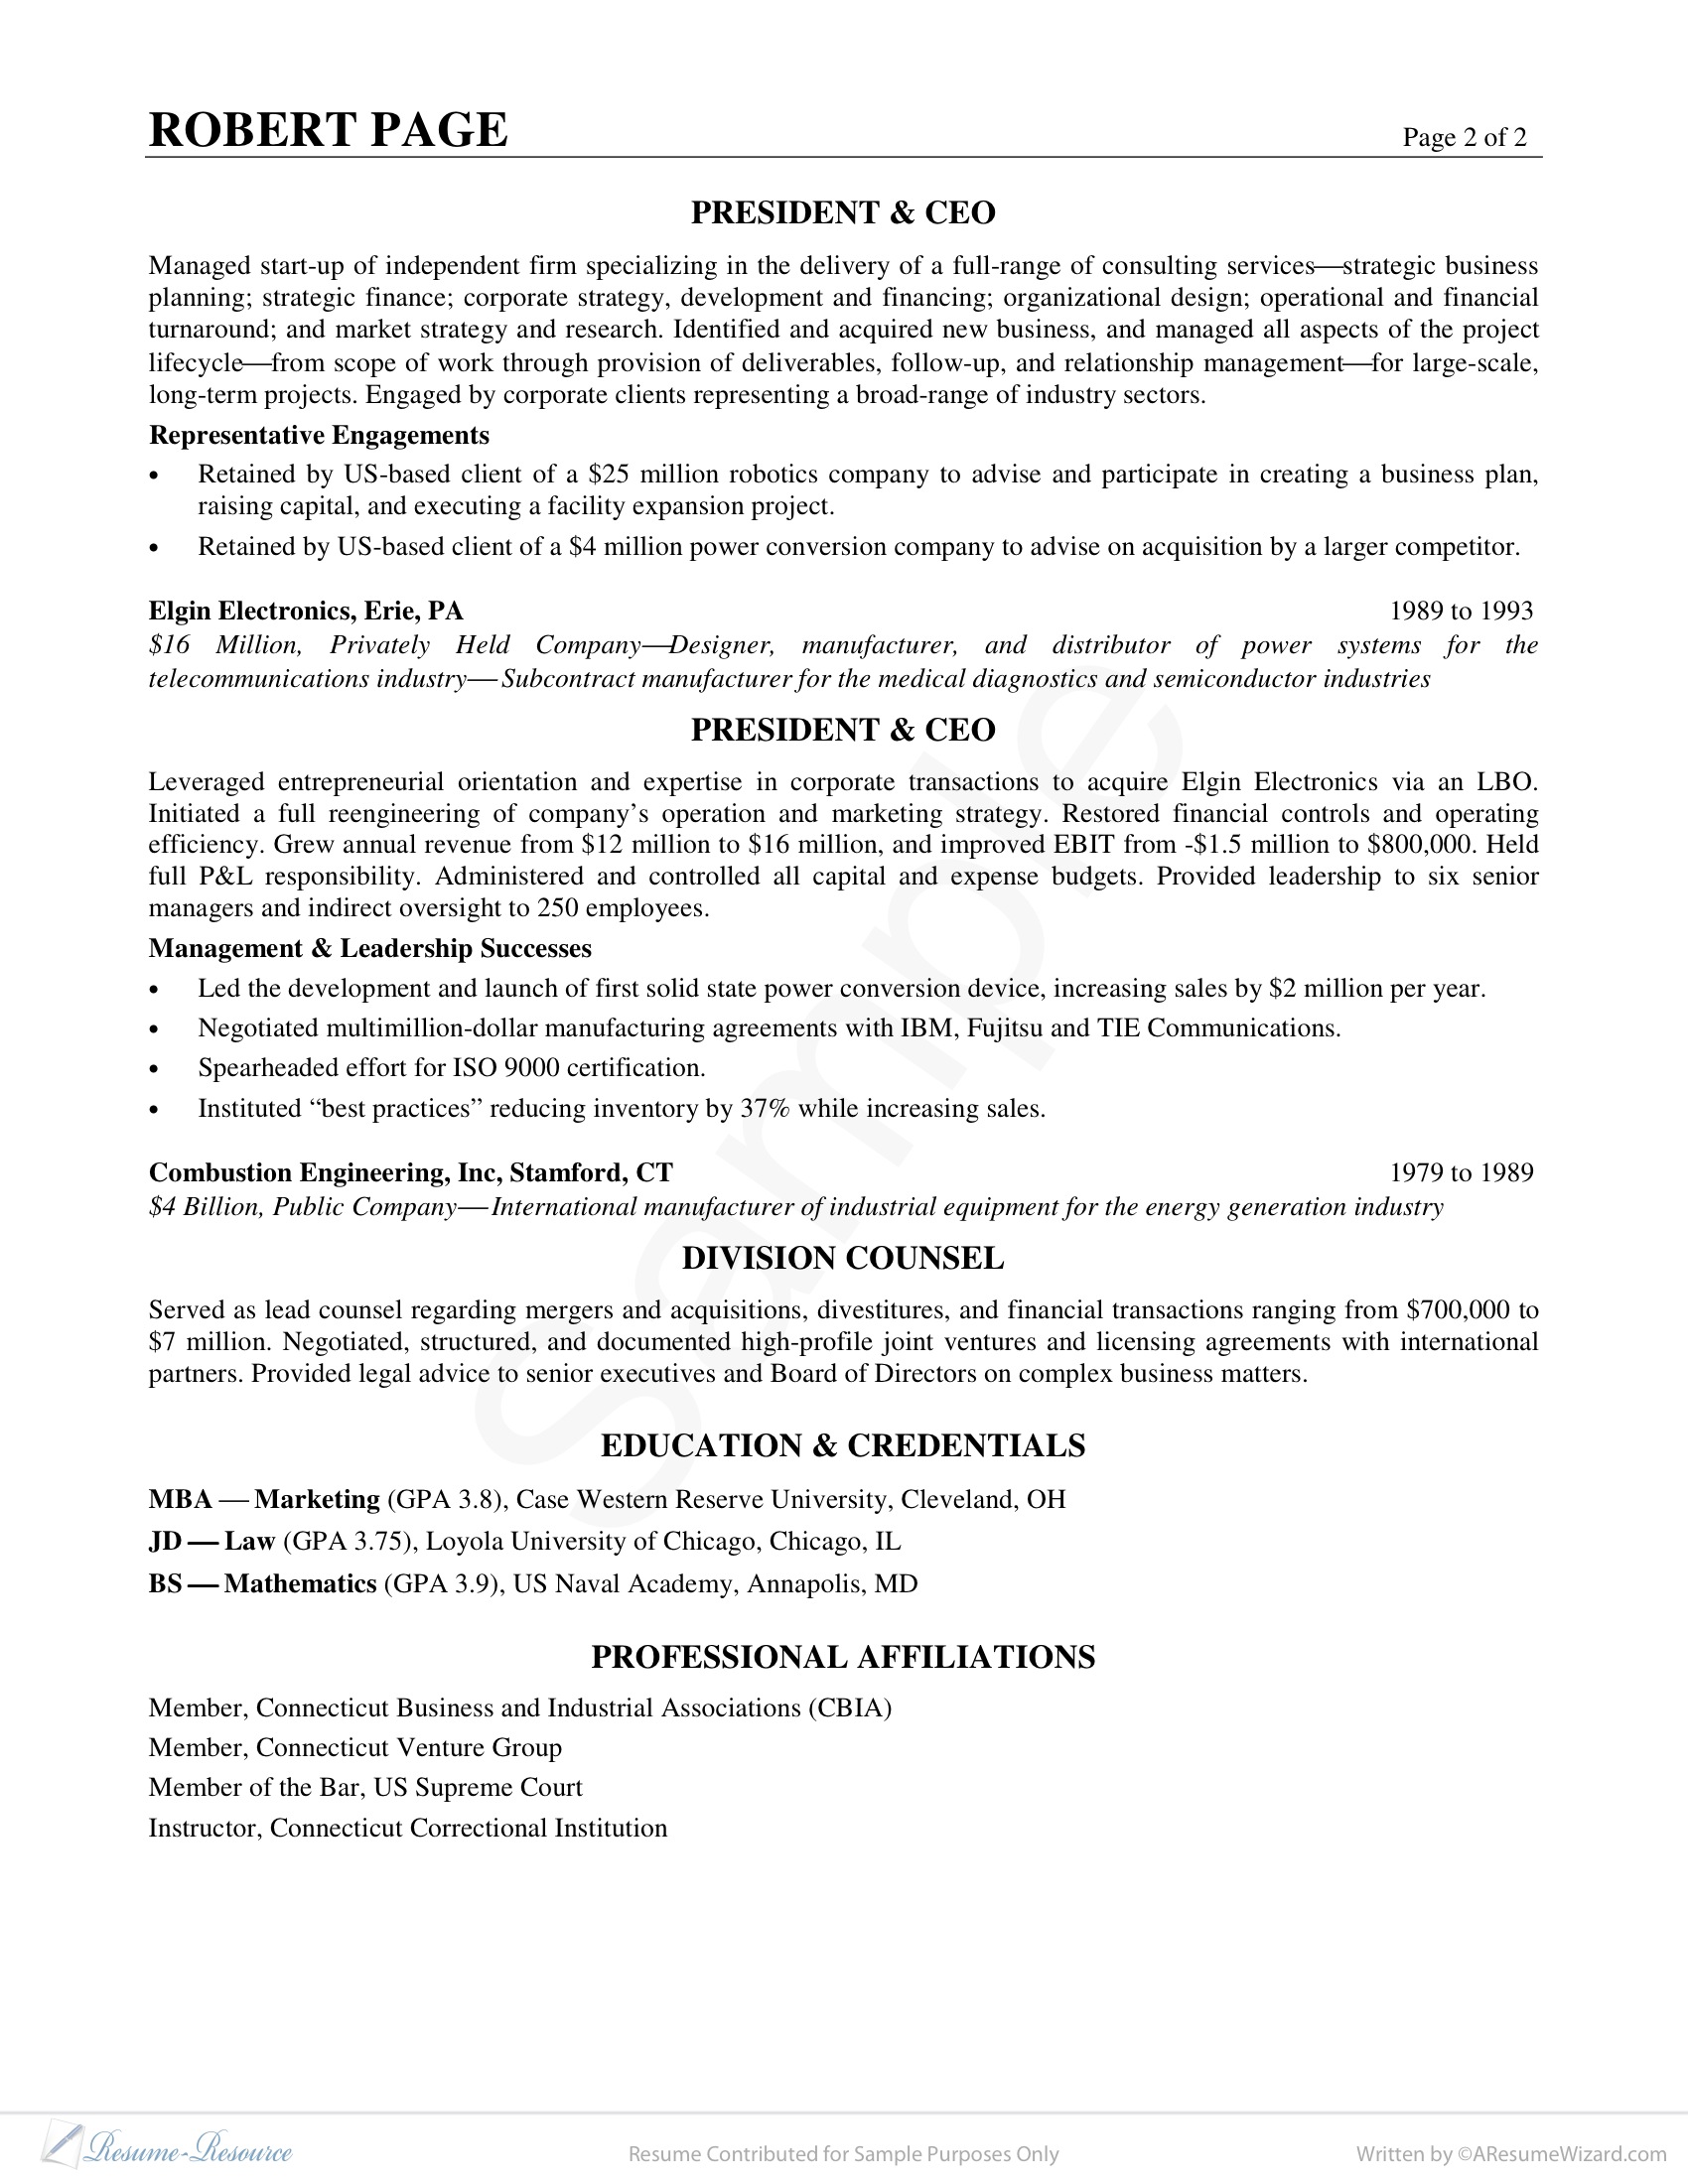 ROBERT PAGE Page 2 of 2
PRESIDENT & CEO
Managed start-up of independent firm specializing in the delivery of a full-range of consulting services—strategic business
planning; strategic finance; corporate strategy, development and financing; organizational design; operational and financial
turnaround; and market strategy and research. Identified and acquired new business, and managed all aspects of the project
lifecycle—from scope of work through provision of deliverables, follow-up, and relationship management—for large-scale,
long-term projects. Engaged by corporate clients representing a broad-range of industry sectors.
Representative Engagements
• Retained by US-based client of a $25 million robotics company to advise and participate in creating a business plan,
raising capital, and executing a facility expansion project.
• Retained by US-based client of a $4 million power conversion company to advise on acquisition by a larger competitor.
Elgin Electronics, Erie, PA 1989 to 1993
$16 Million, Privately Held Company—Designer, manufacturer, and distributor of power systems for the
telecommunications industry—Subcontract manufacturer for the medical diagnostics and semiconductor industries
PRESIDENT & CEO
Leveraged entrepreneurial orientation and expertise in corporate transactions to acquire Elgin Electronics via an LBO.
Initiated a full reengineering of company’s operation and marketing strategy. Restored financial controls and operating
efficiency. Grew annual revenue from $12 million to $16 million, and improved EBIT from -$1.5 million to $800,000. Held
full P&L responsibility. Administered and controlled all capital and expense budgets. Provided leadership to six senior
managers and indirect oversight to 250 employees.
Management & Leadership Successes
• Led the development and launch of first solid state power conversion device, increasing sales by $2 million per year.
• Negotiated multimillion-dollar manufacturing agreements with IBM, Fujitsu and TIE Communications.
• Spearheaded effort for ISO 9000 certification.
• Instituted “best practices” reducing inventory by 37% while increasing sales.
Combustion Engineering, Inc, Stamford, CT 1979 to 1989
$4 Billion, Public Company—International manufacturer of industrial equipment for the energy generation industry
DIVISION COUNSEL
Served as lead counsel regarding mergers and acquisitions, divestitures, and financial transactions ranging from $700,000 to
$7 million. Negotiated, structured, and documented high-profile joint ventures and licensing agreements with international
partners. Provided legal advice to senior executives and Board of Directors on complex business matters.
EDUCATION & CREDENTIALS
MBA — Marketing (GPA 3.8), Case Western Reserve University, Cleveland, OH
JD — Law (GPA 3.75), Loyola University of Chicago, Chicago, IL
BS — Mathematics (GPA 3.9), US Naval Academy, Annapolis, MD
PROFESSIONAL AFFILIATIONS
Member, Connecticut Business and Industrial Associations (CBIA)
Member, Connecticut Venture Group
Member of the Bar, US Supreme Court
Instructor, Connecticut Correctional Institution
Sample
Resume-Resource Resume Contributed for Sample Purposes Only Written by ©AResumeWizard.com